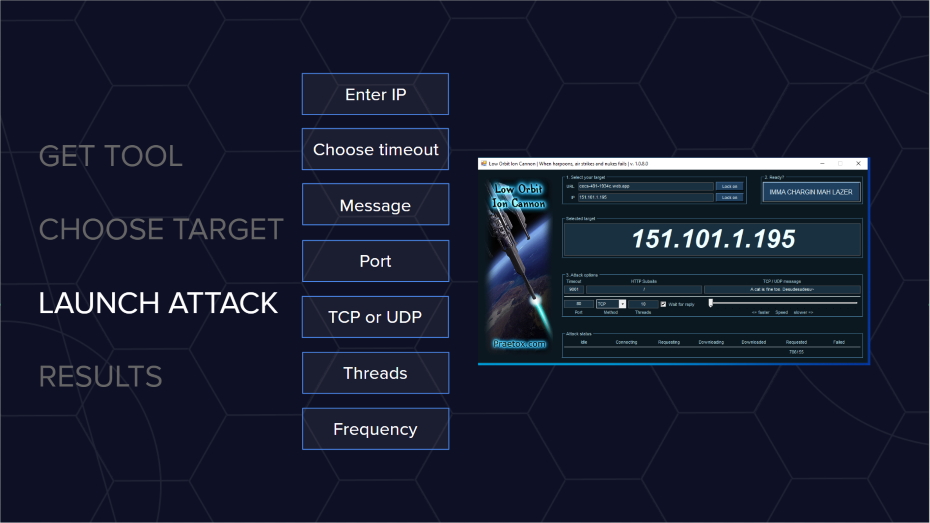 GET TOOL
CHOOSE TARGET
LAUNCH ATTACK
RESULTS
Enter IP
Choose timeout
Message
Port
TCP or UDP
Threads
Frequency
Low Orbit Ion Cannon | When harpoons, air strikes and nukes fails | v. 1.0.8.0
Low Orbit
Ion Cannon
Praetox.com
1. Select your target
URL
Lock on
IP 151.101.1.195 Lock on
2. Ready?
IMMA CHARGIN MAH LAZER
Selected target
151.101.1.195
3. Attack options
Timeout HTTP Subsite TCP / UDP message
9001 / A cat is fine too.
80 TCP 10 Wait for reply
Port Method Threads <= faster Speed slower =>
Attack status
Idle Connecting Requesting Downloading Downloaded Requested Failed